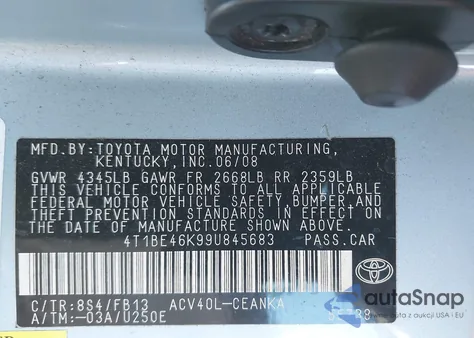 MFD.BY:TOYOTA MOTOR MANUFACTURING,
KENTUCKY,INC.06/08
GVWR 4345LB GAWR FR 2668LB RR 2359LB
THIS VEHICLE CONFORMS TO ALL APPLICABLE
FEDERAL MOTOR VEHICLE SAFETY,BUMPER,AND
THEFT PREVENTION STANDARDS IN EFFECT ON
THE DATE OF MANUFACTURE SHOWN ABOVE.
4T1BE46K99U845683 PASS.CAR
C/TR:8S4/FB13 ACV40L-CEANKA
A/TM:-03A/U250E
autoSnap